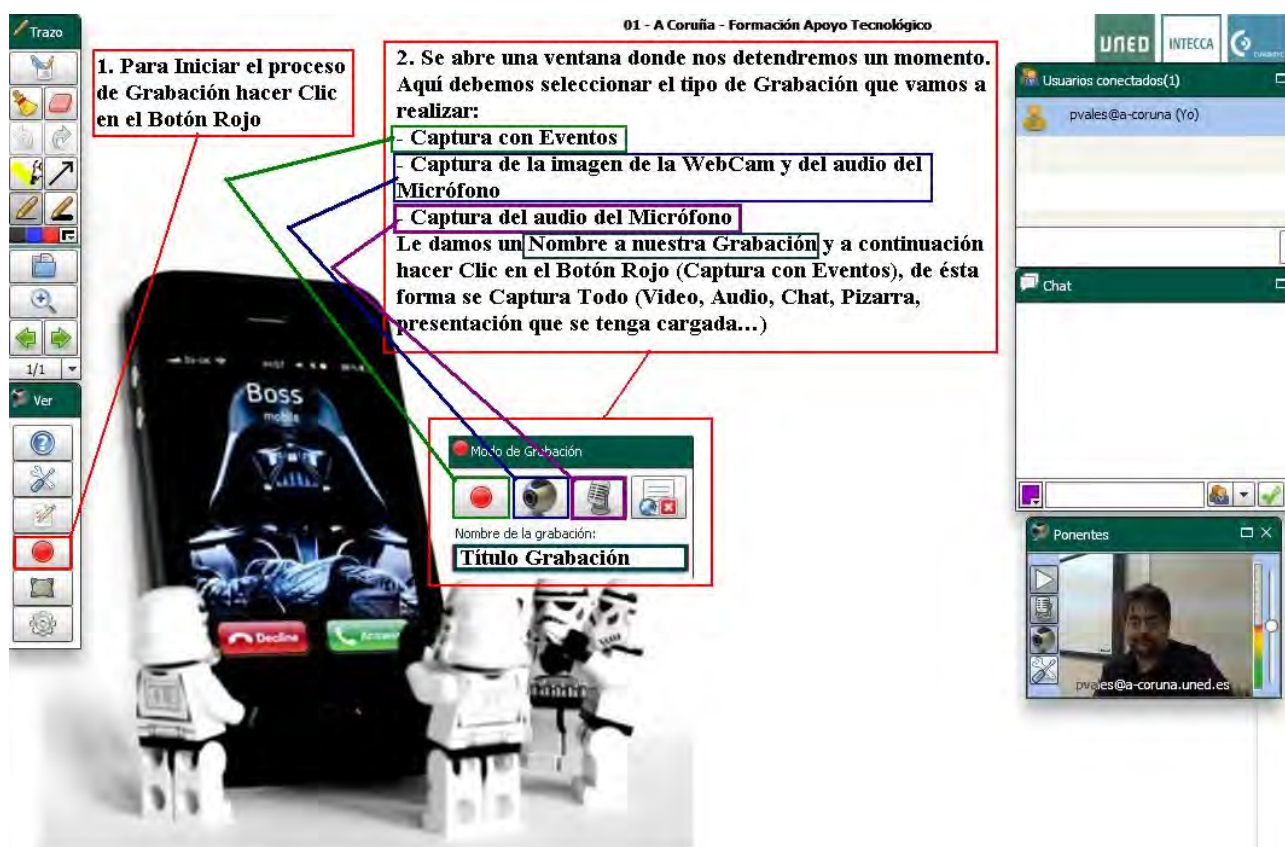 01 - A Coruña - Formación Apoyo Tecnológico
UNED
INTECCA
Trazo
1. Para Iniciar el proceso
de Grabación hacer Clic
en el Botón Rojo
2. Se abre una ventana donde nos detendremos un momento.
Aquí debemos seleccionar el tipo de Grabación que vamos a
realizar:
- Captura con Eventos
- Captura de la imagen de la WebCam y del audio del
Micrófono
- Captura del audio del Micrófono
Le damos un Nombre a nuestra Grabación y a continuación
hacer Clic en el Botón Rojo (Captura con Eventos), de ésta
forma se Captura Todo (Video, Audio, Chat, Pizarra,
presentación que se tenga cargada...)
1/1
Ver
Boss
mobile
Decline
Modo de Grabación
Nombre de la grabación:
Título Grabación
Usuarios conectados(1)
pvales@a-coruna (Yo)
Chat
Ponentes
pvales@a-coruna.uned.es